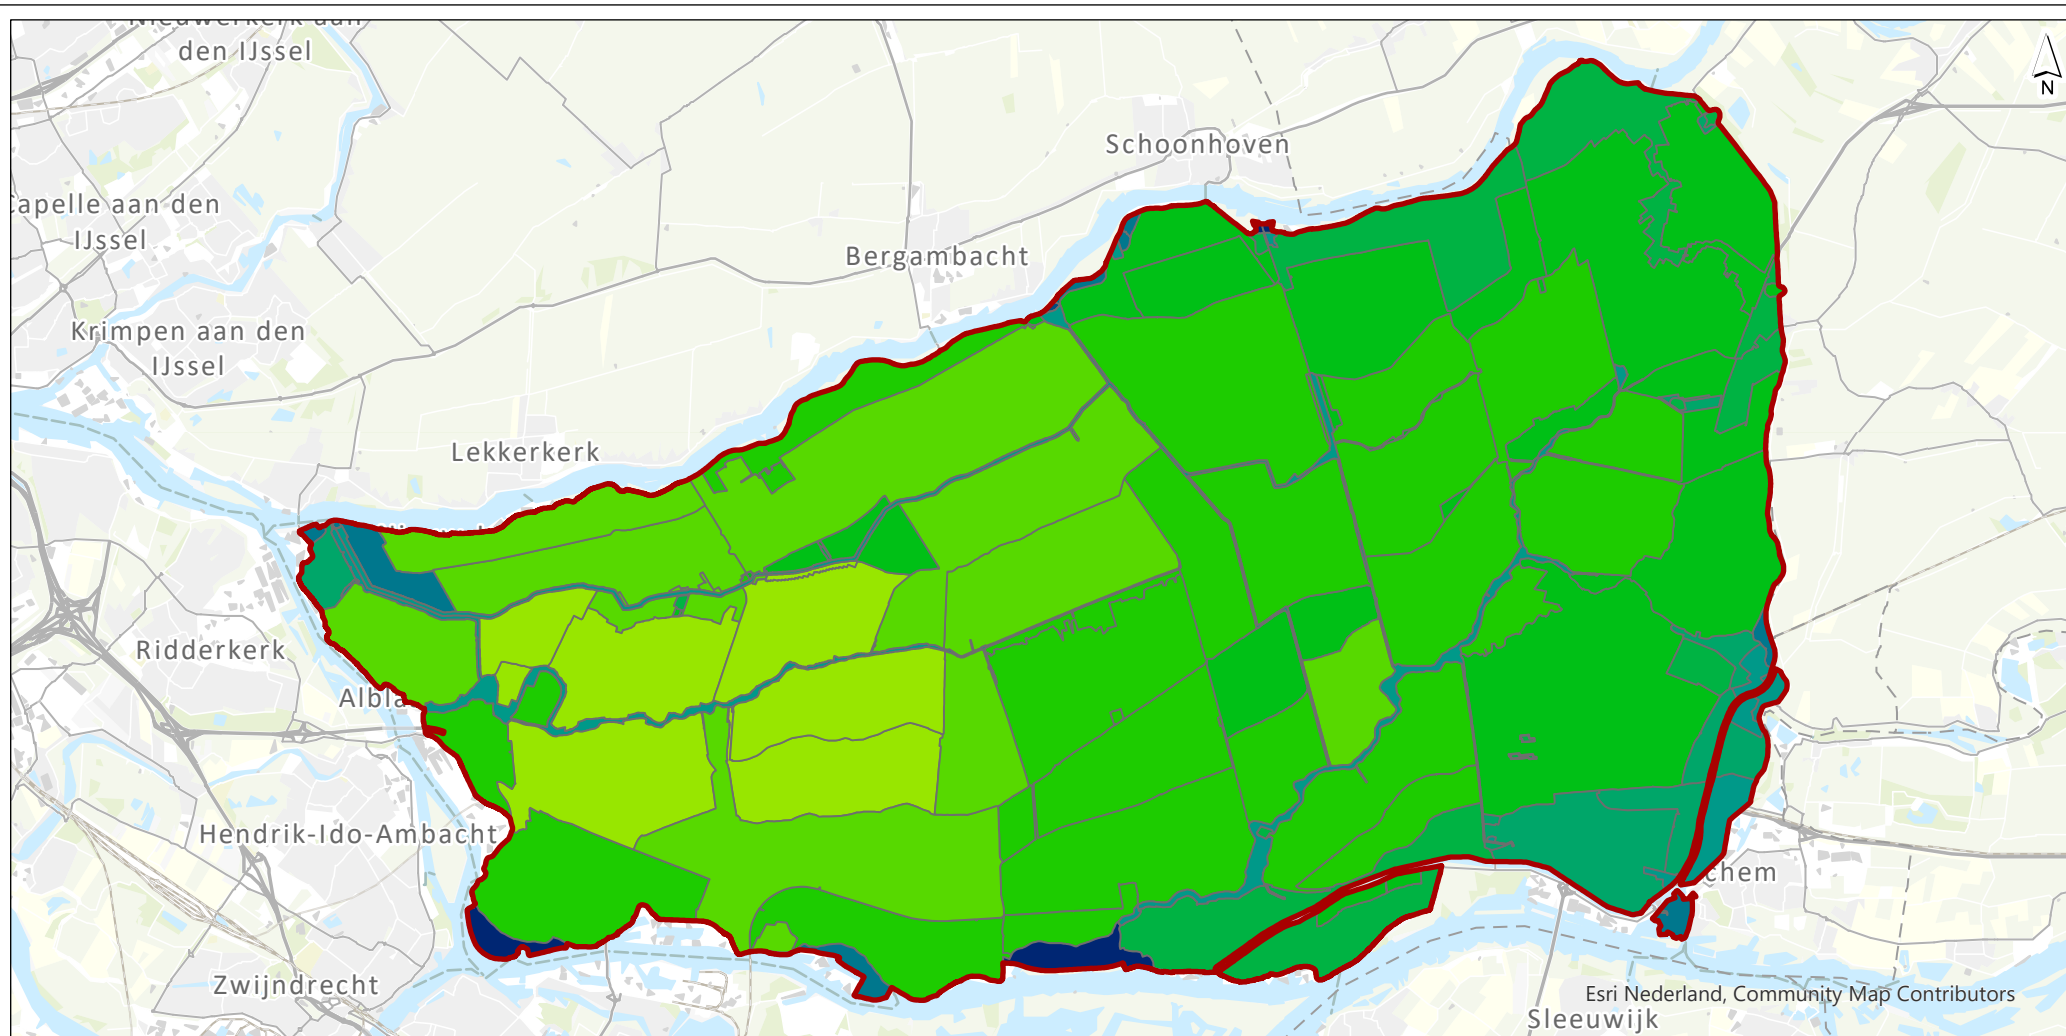 den IJssel
N
Schoonhoven
apelle aan den
IJssel
Bergambacht
Krimpen aan den
IJssel
Lekkerkerk
Ridderkerk
Albla
Hendrik-Ido-Ambacht
chem
Zwijndrecht
Esri Nederland, Community Map Contributors
Sleeuwijk